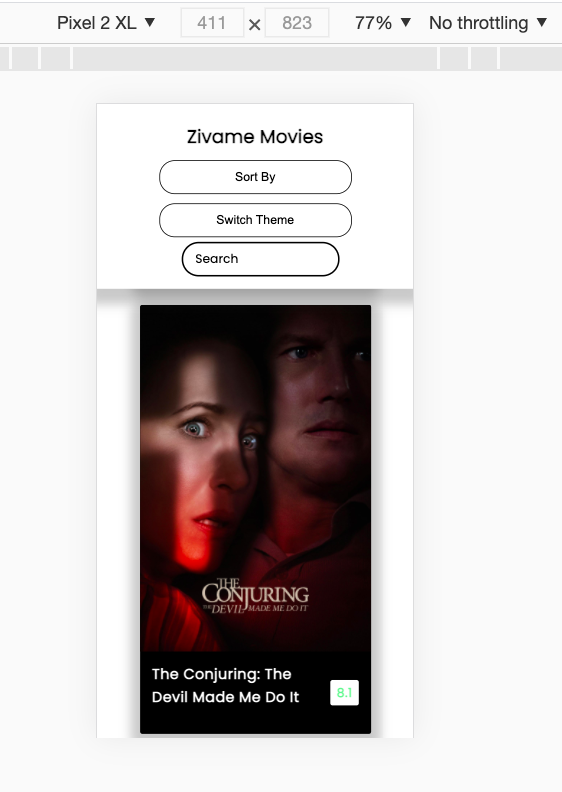 Pixel 2 XL ▼ 411 × 823 77% ▼ No throttling ▼
Zivame Movies
Sort By
Switch Theme
Search
THE
CONJURING
THE DEVIL MADE ME DO IT
The Conjuring: The
Devil Made Me Do It
8.1